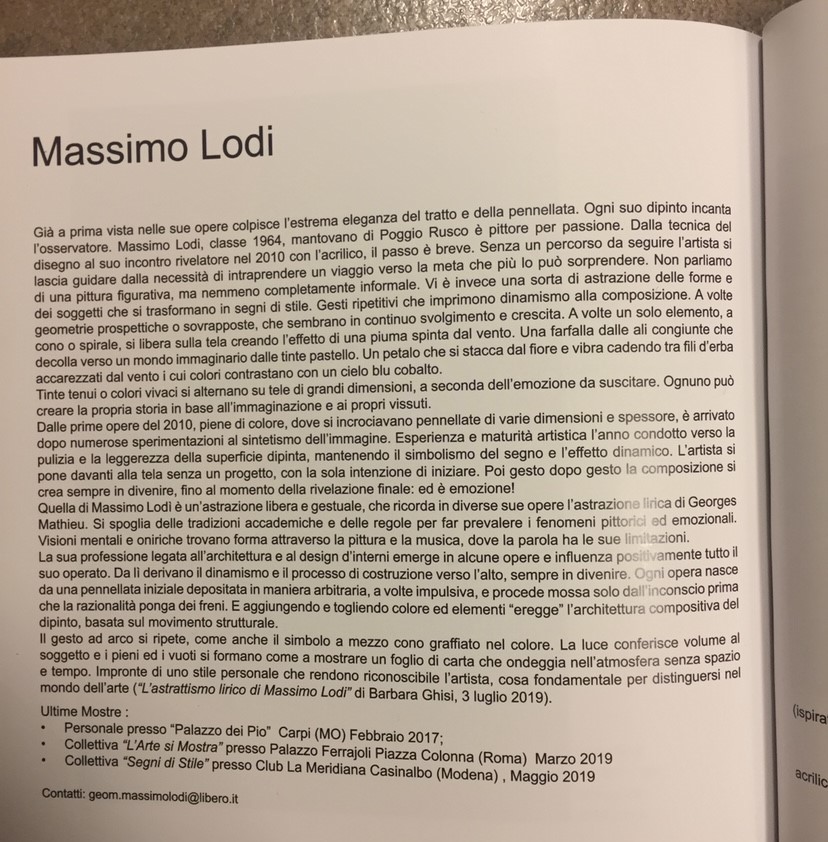 Massimo Lodi
Già a prima vista nelle sue opere colpisce l'estrema eleganza del tratto e della pennellata. Ogni suo dipinto incanta
l'osservatore. Massimo Lodi, classe 1964, mantovano di Poggio Rusco è pittore per passione. Dalla tecnica del
disegno al suo incontro rivelatore nel 2010 con l'acrilico, il passo è breve. Senza un percorso da seguire l'artista si
lascia guidare dalla necessità di intraprendere un viaggio verso la meta che più lo può sorprendere. Non parliamo
di una pittura figurativa, ma nemmeno completamente informale. Vi è invece una sorta di astrazione delle forme e
dei soggetti che si trasformano in segni di stile. Gesti ripetitivi che imprimono dinamismo alla composizione. A volte
geometrie prospettiche o sovrapposte, che sembrano in continuo svolgimento e crescita. A volte un solo elemento, a
cono o spirale, si libera sulla tela creando l'effetto di una piuma spinta dal vento. Una farfalla dalle ali congiunte che
decolla verso un mondo immaginario dalle tinte pastello. Un petalo che si stacca dal fiore e vibra cadendo tra fili d'erba
accarezzati dal vento i cui colori contrastano con un cielo blu cobalto.
Tinte tenui o colori vivaci si alternano su tele di grandi dimensioni, a seconda dell'emozione da suscitare. Ognuno può
creare la propria storia in base all'immaginazione e ai propri vissuti.
Dalle prime opere del 2010, piene di colore, dove si incrociavano pennellate di varie dimensioni e spessore, è arrivato
dopo numerose sperimentazioni al sintetismo dell'immagine. Esperienza e maturità artistica l'anno condotto verso la
pulizia e la leggerezza della superficie dipinta, mantenendo il simbolismo del segno e l'effetto dinamico. L'artista si
pone davanti alla tela senza un progetto, con la sola intenzione di iniziare. Poi gesto dopo gesto la composizione si
crea sempre in divenire, fino al momento della rivelazione finale: ed è emozione!
Quella di Massimo Lodi è un'astrazione libera e gestuale, che ricorda in diverse sue opere l'astrazione lirica di Georges
Mathieu. Si spoglia delle tradizioni accademiche e delle regole per far prevalere i fenomeni pittorici ed emozionali.
Visioni mentali e oniriche trovano forma attraverso la pittura e la musica, dove la parola ha le sue limitazioni.
La sua professione legata all'architettura e al design d'interni emerge in alcune opere e influenza positivamente tutto il
suo operato. Da lì derivano il dinamismo e il processo di costruzione verso l'alto, sempre in divenire. Ogni opera nasce
da una pennellata iniziale depositata in maniera arbitraria, a volte impulsiva, e procede mossa solo dall'inconscio prima
che la razionalità ponga dei freni. E aggiungendo e togliendo colore ed elementi "eregge" l'architettura compositiva del
dipinto, basata sul movimento strutturale.
Il gesto ad arco si ripete, come anche il simbolo a mezzo cono graffiato nel colore. La luce conferisce volume al
soggetto e i pieni ed i vuoti si formano come a mostrare un foglio di carta che ondeggia nell'atmosfera senza spazio
e tempo. Impronte di uno stile personale che rendono riconoscibile l'artista, cosa fondamentale per distinguersi nel
mondo dell'arte ("L'astrattismo lirico di Massimo Lodi" di Barbara Ghisi, 3 luglio 2019).
Ultime Mostre :
• Personale presso "Palazzo dei Pio" Carpi (MO) Febbraio 2017;
• Collettiva "L'Arte si Mostra" presso Palazzo Ferrajoli Piazza Colonna (Roma) Marzo 2019
• Collettiva "Segni di Stile" presso Club La Meridiana Casinalbo (Modena) , Maggio 2019
Contatti: geom.massimolodi@libero.it
(ispira
acrilic